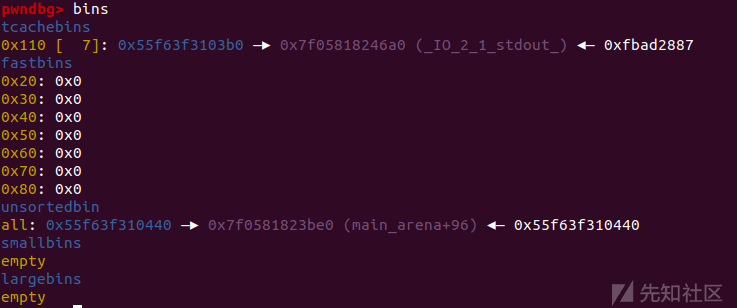 pwndbg> bins
tcachebins
0x110 [  7]: 0x55f63f3103b0 —▸ 0x7f05818246a0 (_IO_2_1_stdout_) ◂— 0xfbad2887
fastbins
0x20: 0x0
0x30: 0x0
0x40: 0x0
0x50: 0x0
0x60: 0x0
0x70: 0x0
0x80: 0x0
unsortedbin
all: 0x55f63f310440 —▸ 0x7f0581823be0 (main_arena+96) ◂— 0x55f63f310440
smallbins
empty
largebins
empty
先知社区